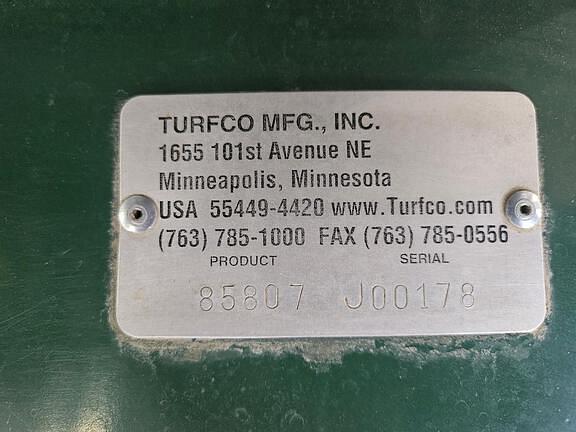 TURFCO MFG., INC.
1655 101st Avenue NE
Minneapolis, Minnesota
USA 55449-4420 www.Turfco.com
(763) 785-1000 FAX (763) 785-0556
PRODUCT SERIAL
85807 J00178